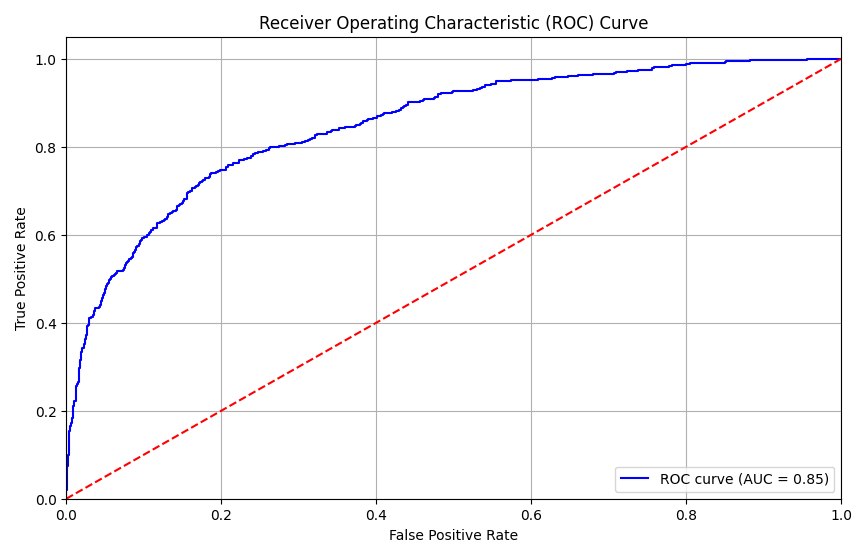 Receiver Operating Characteristic (ROC) Curve
True Positive Rate
1.0
0.8
0.6
0.4
0.2
0.0
ROC curve (AUC = 0.85)
0.0 0.2 0.4 0.6 0.8 1.0
False Positive Rate